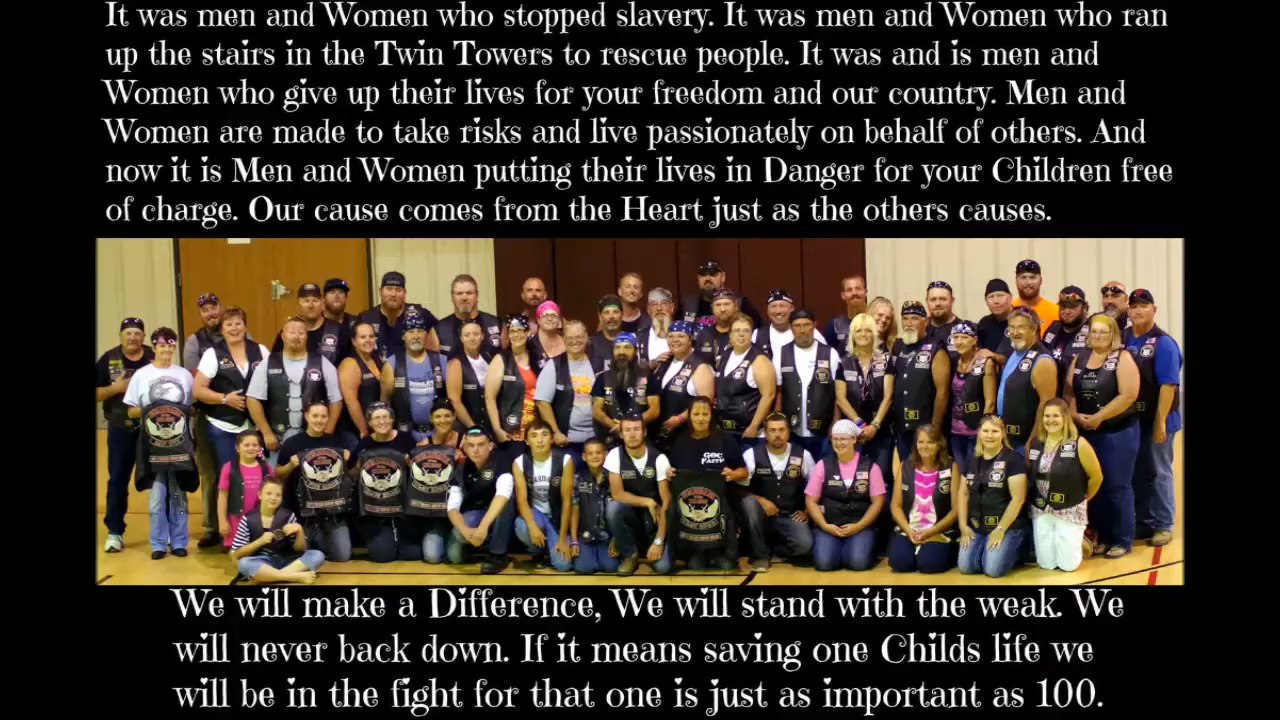 It was men and Women who stopped slavery. It was men and Women who ran
up the stairs in the Twin Towers to rescue people. It was and is men and
Women who give up their lives for your freedom and our country. Men and
Women are made to take risks and live passionately on behalf of others. And
now it is Men and Women putting their lives in Danger for your Children free
of charge. Our cause comes from the Heart just as the others causes.
GOC
FAITH
We will make a Difference, We will stand with the weak. We
will never back down. If it means saving one Childs life we
will be in the fight for that one is just as important as 100.